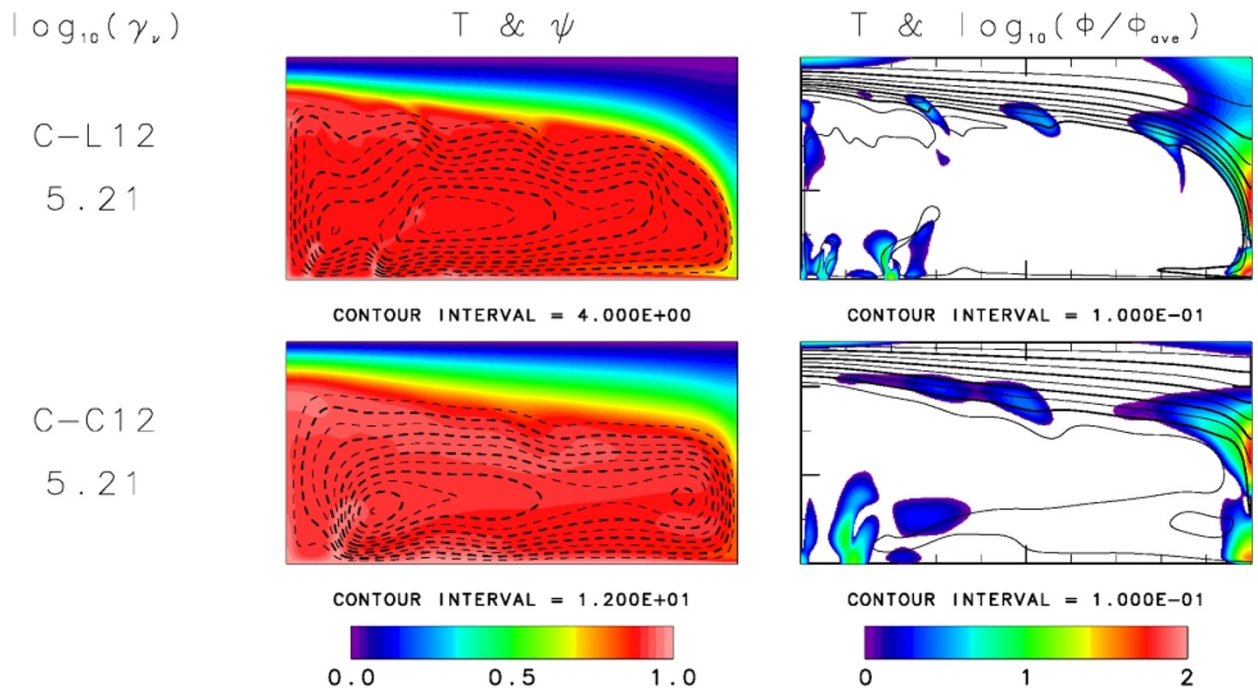 log₁₀(γᵥ) T & ψ T & log₁₀(Φ/Φₐᵥₑ)
C-L12
5.21
CONTOUR INTERVAL = 4.000E+00 CONTOUR INTERVAL = 1.000E-01
C-C12
5.21
CONTOUR INTERVAL = 1.200E+01 CONTOUR INTERVAL = 1.000E-01
0.0 0.5 1.0 0 1 2